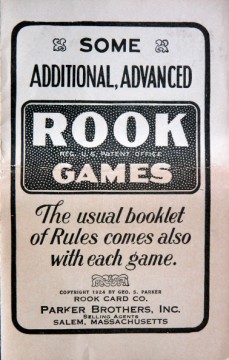 SOME
ADDITIONAL, ADVANCED
ROOK
REG. U.S. PATENT OFFICE
GAMES
The usual booklet
of Rules comes also
with each game.
COPYRIGHT 1924 BY GEO. S. PARKER
ROOK CARD CO.
PARKER BROTHERS, INC.
SELLING AGENTS
SALEM, MASSACHUSETTS